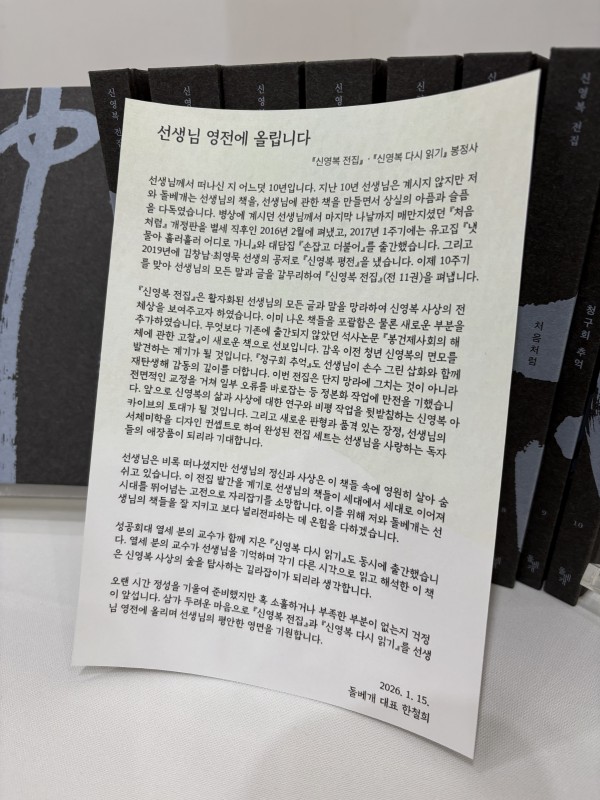 신영복 전집
신영복
신영복
신영복
신영복
신영복 전집
신영복 전집
선생님 영전에 올립니다
『신영복 전집』·『신영복 다시 읽기』 봉정사
선생님께서 떠나신 지 어느덧 10년입니다. 지난 10년 선생님은 계시지 않지만 저
와 돌베개는 선생님의 책을, 선생님에 관한 책을 만들면서 상실의 아픔과 슬픔
을 다독였습니다. 병상에 계시던 선생님께서 마지막 나날까지 매만지셨던 『처음
처럼』 개정판을 별세 직후인 2016년 2월에 펴냈고, 2017년 1주기에는 유고집 『냇
물아 흘러흘러 어디로 가니』와 대담집 『손잡고 더불어』를 출간했습니다. 그리고
2019년에 김창남·최영묵 선생의 공저로 『신영복 평전』을 냈습니다. 이제 10주기
를 맞아 선생님의 모든 말과 글을 갈무리하여 『신영복 전집』(전 11권)을 펴냅니다.
『신영복 전집』은 활자화된 선생님의 모든 글과 말을 망라하여 신영복 사상의 전
체상을 보여주고자 하였습니다. 이미 나온 책들을 포괄함은 물론 새로운 부분을
추가하였습니다. 무엇보다 기존에 출간되지 않았던 석사논문 『봉건제사회의 해
체에 관한 고찰』이 새로운 책으로 선보입니다. 감옥 이전 청년 신영복의 면모를
발견하는 계기가 될 것입니다. 『청구회 추억』도 선생님이 손수 그린 삽화와 함께
재탄생해 감동의 깊이를 더합니다. 이번 전집은 단지 망라에 그치는 것이 아니라
전면적인 교정을 거쳐 일부 오류를 바로잡는 등 정본화 작업에 만전을 기했습니
다. 앞으로 신영복의 삶과 사상에 대한 연구와 비평 작업을 뒷받침하는 신영복 아
카이브의 토대가 될 것입니다. 그리고 새로운 판형과 품격 있는 장정, 선생님의
서체미학을 디자인 컨셉트로 하여 완성된 전집 세트는 선생님을 사랑하는 독자
들의 애장품이 되리라 기대합니다.
선생님은 비록 떠나셨지만 선생님의 정신과 사상은 이 책들 속에 영원히 살아 숨
쉬고 있습니다. 이 전집 발간을 계기로 선생님의 책들이 세대에서 세대로 이어져
시대를 뛰어넘는 고전으로 자리잡기를 소망합니다. 이를 위해 저와 돌베개는 선
생님의 책들을 잘 지키고 보다 널리전파하는 데 온힘을 다하겠습니다.
성공회대 열세 분의 교수가 함께 지은 『신영복 다시 읽기』도 동시에 출간했습니
다. 열세 분의 교수가 선생님을 기억하며 각기 다른 시각으로 읽고 해석한 이 책
은 신영복 사상의 숲을 탐사하는 길라잡이가 되리라 생각합니다.
오랜 시간 정성을 기울여 준비했지만 혹 소홀하거나 부족한 부분이 없는지 걱정
이 앞섭니다. 삼가 두려운 마음으로 『신영복 전집』과 『신영복 다시 읽기』를 선생
님 영전에 올리며 선생님의 평안한 영면을 기원합니다.
2026. 1. 15.
돌베개 대표 한철희
처음처럼
청구회 추억
8
9
10